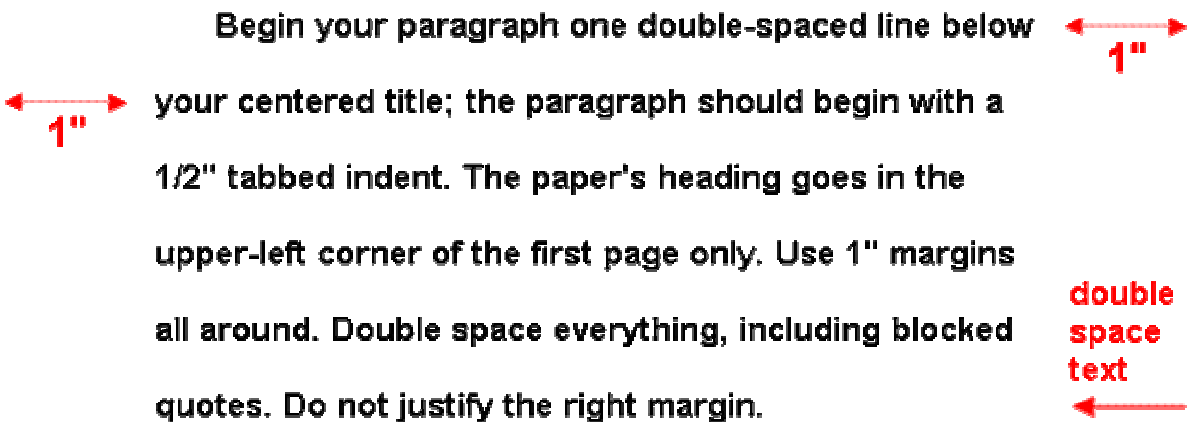 Begin your paragraph one double-spaced line below
1"
your centered title; the paragraph should begin with a
1"
1/2" tabbed indent. The paper's heading goes in the
upper-left corner of the first page only. Use 1" margins
all around. Double space everything, including blocked
quotes. Do not justify the right margin.
double
space
text